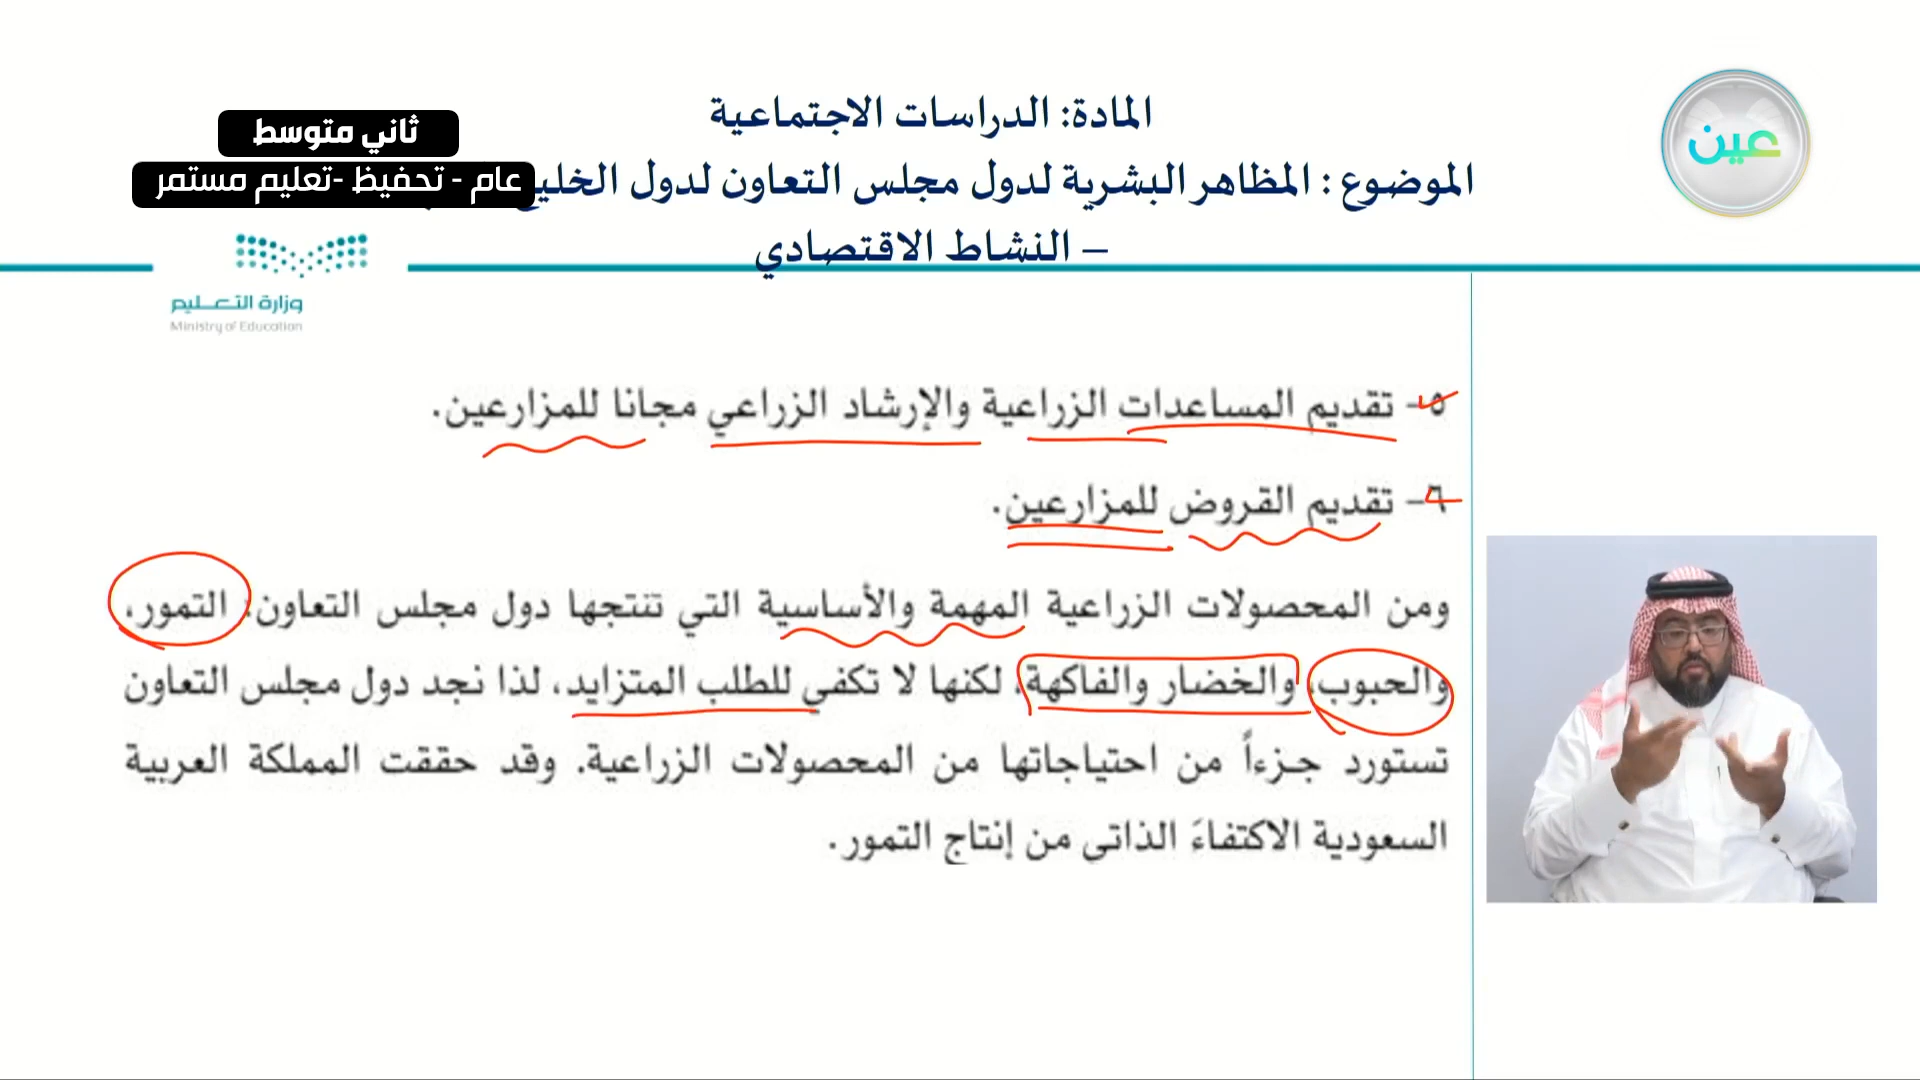 المادة: الدراسات الاجتماعية
ثاني متوسط
الموضوع : المظاهر البشرية لدول مجلس التعاون لدول الخليج
عام - تحفيظ -تعليم مستمر
– النشاط الاقتصادي
عين
وزارة التعليم
Ministry of Education
٥- تقديم المساعدات الزراعية والإرشاد الزراعي مجانا للمزارعين.
٦- تقديم القروض للمزارعين.
ومن المحصولات الزراعية المهمة والأساسية التي تنتجها دول مجلس التعاون: التمور،
والحبوب، والخضار والفاكهة، لكنها لا تكفي للطلب المتزايد، لذا نجد دول مجلس التعاون
تستورد جزءاً من احتياجاتها من المحصولات الزراعية. وقد حققت المملكة العربية
السعودية الاكتفاءَ الذاتي من إنتاج التمور.